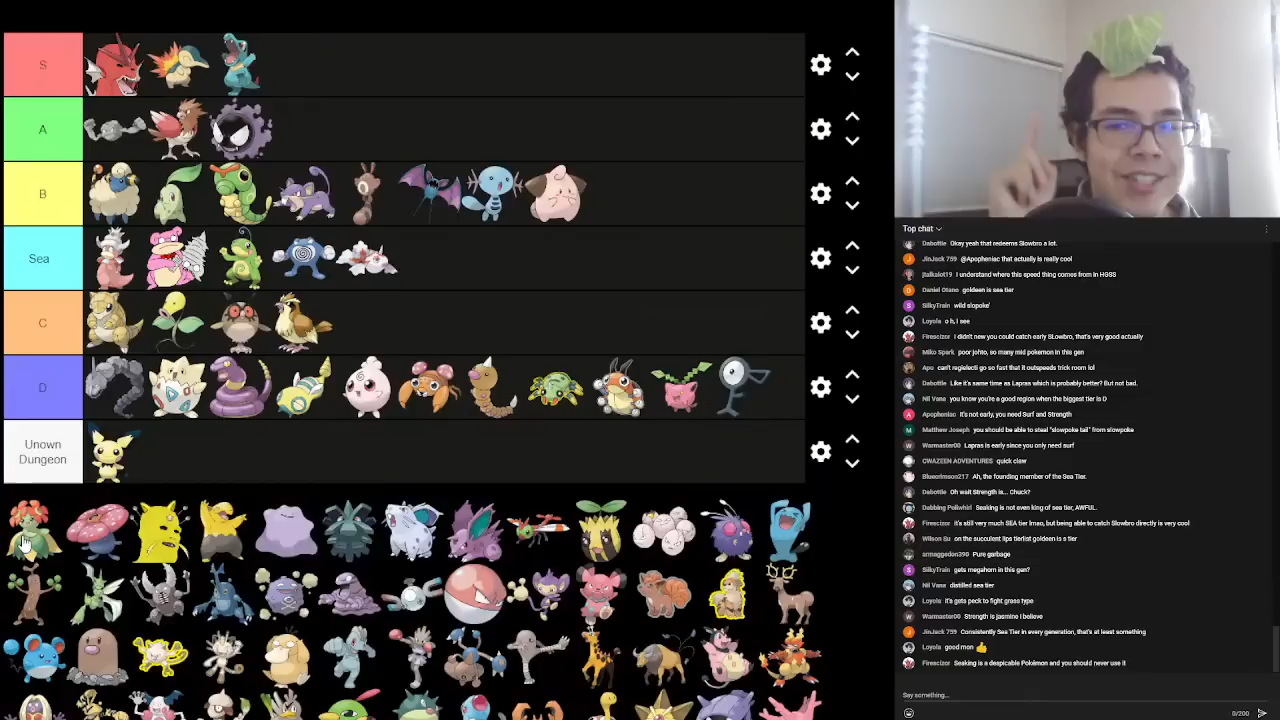 S
A
B
Sea
C
D
Unown
Dungeon
Top chat
Dabottle Okay yeah that redeems Slowbro a lot.
JinJack 759 @Apopheniac that actually is really cool
jtalkalot19 I understand where this speed thing comes from in HGSS
Daniel Otano goldeen is sea tier
SilkyTrain wild slopoke'
Loyola o h, I see
Firescizor I didn't new you could catch early SLowbro, that's very good actually
Miko Spark poor johto, so many mid pokemon in this gen
Apu can't regielecti go so fast that it outspeeds trick room lol
Dabottle Like it's same time as Lapras which is probably better? But not bad.
Nil Vana you know you're a good region when the biggest tier is D
Apopheniac It's not early, you need Surf and Strength
Matthew Joseph you should be able to steal "slowpoke tail" from slowpoke
Warmaster00 Lapras is early since you only need surf
CWAZEEN ADVENTURES quick claw
Bluecrimson217 Ah, the founding member of the Sea Tier.
Dabottle Oh wait Strength is... Chuck?
Dabbing Poliwhirl Seaking is not even king of sea tier, AWFUL.
Firescizor it's still very much SEA tier lmao, but being able to catch Slowbro directly is very cool
Wilson Su on the succulent lips tierlist goldeen is s tier
armaggedon390 Pure garbage
SilkyTrain gets megahorn in this gen?
Nil Vana distilled sea tier
Loyola it's gets peck to fight grass type
Warmaster00 Strength is jasmine I believe
JinJack 759 Consistently Sea Tier in every generation, that's at least something
Loyola good mon 👍
Firescizor Seaking is a despicable Pokémon and you should never use it
Say something...
0/200